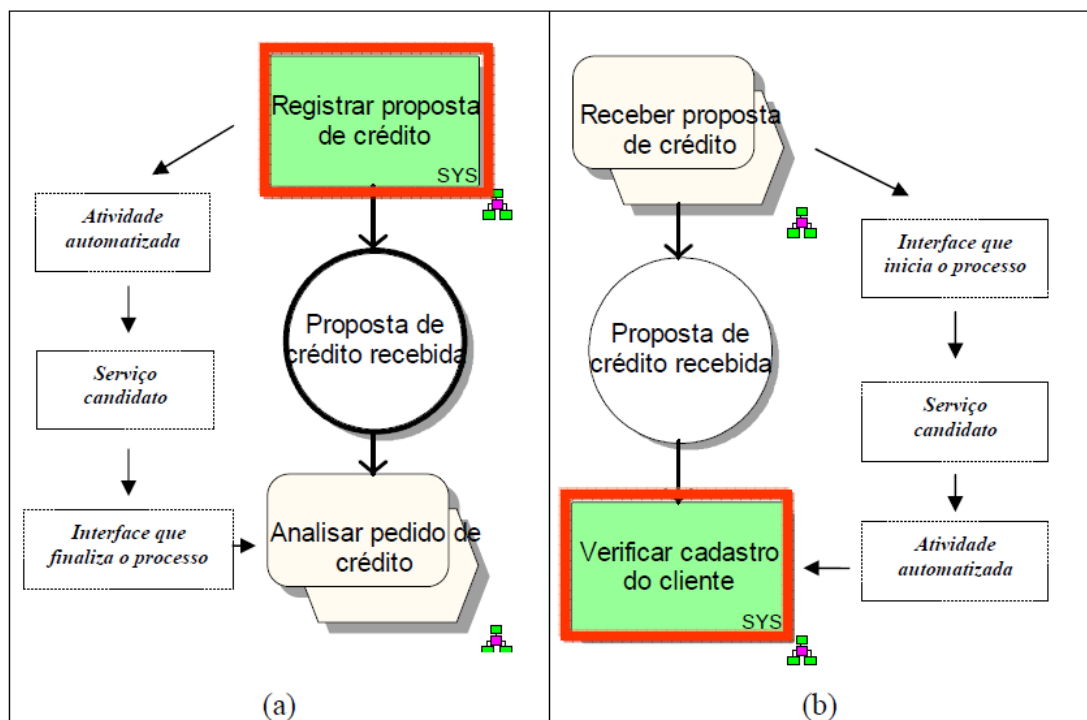 Registrar proposta
de crédito
SYS
Atividade
automatizada
Proposta de
crédito recebida
Serviço
candidato
Interface que
finaliza o processo
Analisar pedido de
crédito
(a)
Receber proposta
de crédito
Interface que
inicia o processo
Proposta de
crédito recebida
Serviço
candidato
Verificar cadastro
do cliente
SYS
Atividade
automatizada
(b)